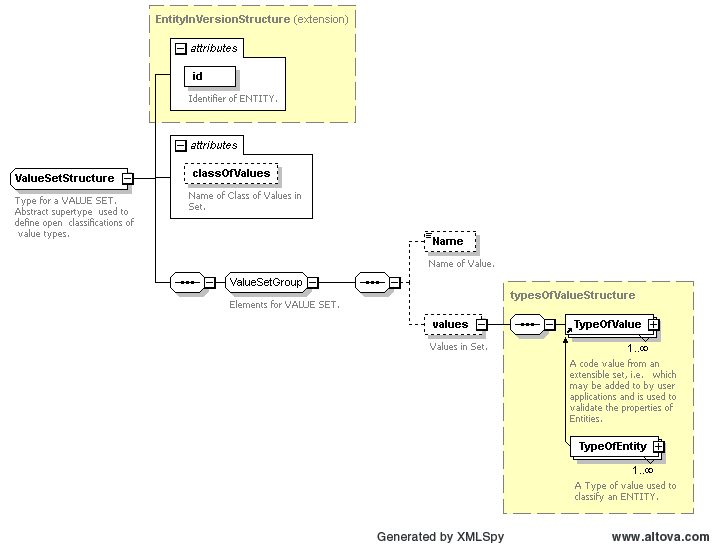 EntityInVersionStructure (extension)
attributes
id
Identifier of ENTITY.
attributes
classOfValues
Name of Class of Values in
Set.
ValueSetStructure
Type for a VALUE SET.
Abstract supertype used to
define open classifications of
value types.
Name
Name of Value.
ValueSetGroup
Elements for VALUE SET.
values
Values in Set.
typesOfValueStructure
TypeOfValue
1..∞
A code value from an
extensible set, i.e. which
may be added to by user
applications and is used to
validate the properties of
Entities.
TypeOfEntity
1..∞
A Type of value used to
classify an ENTITY.
Generated by XMLSpy
www.altova.com